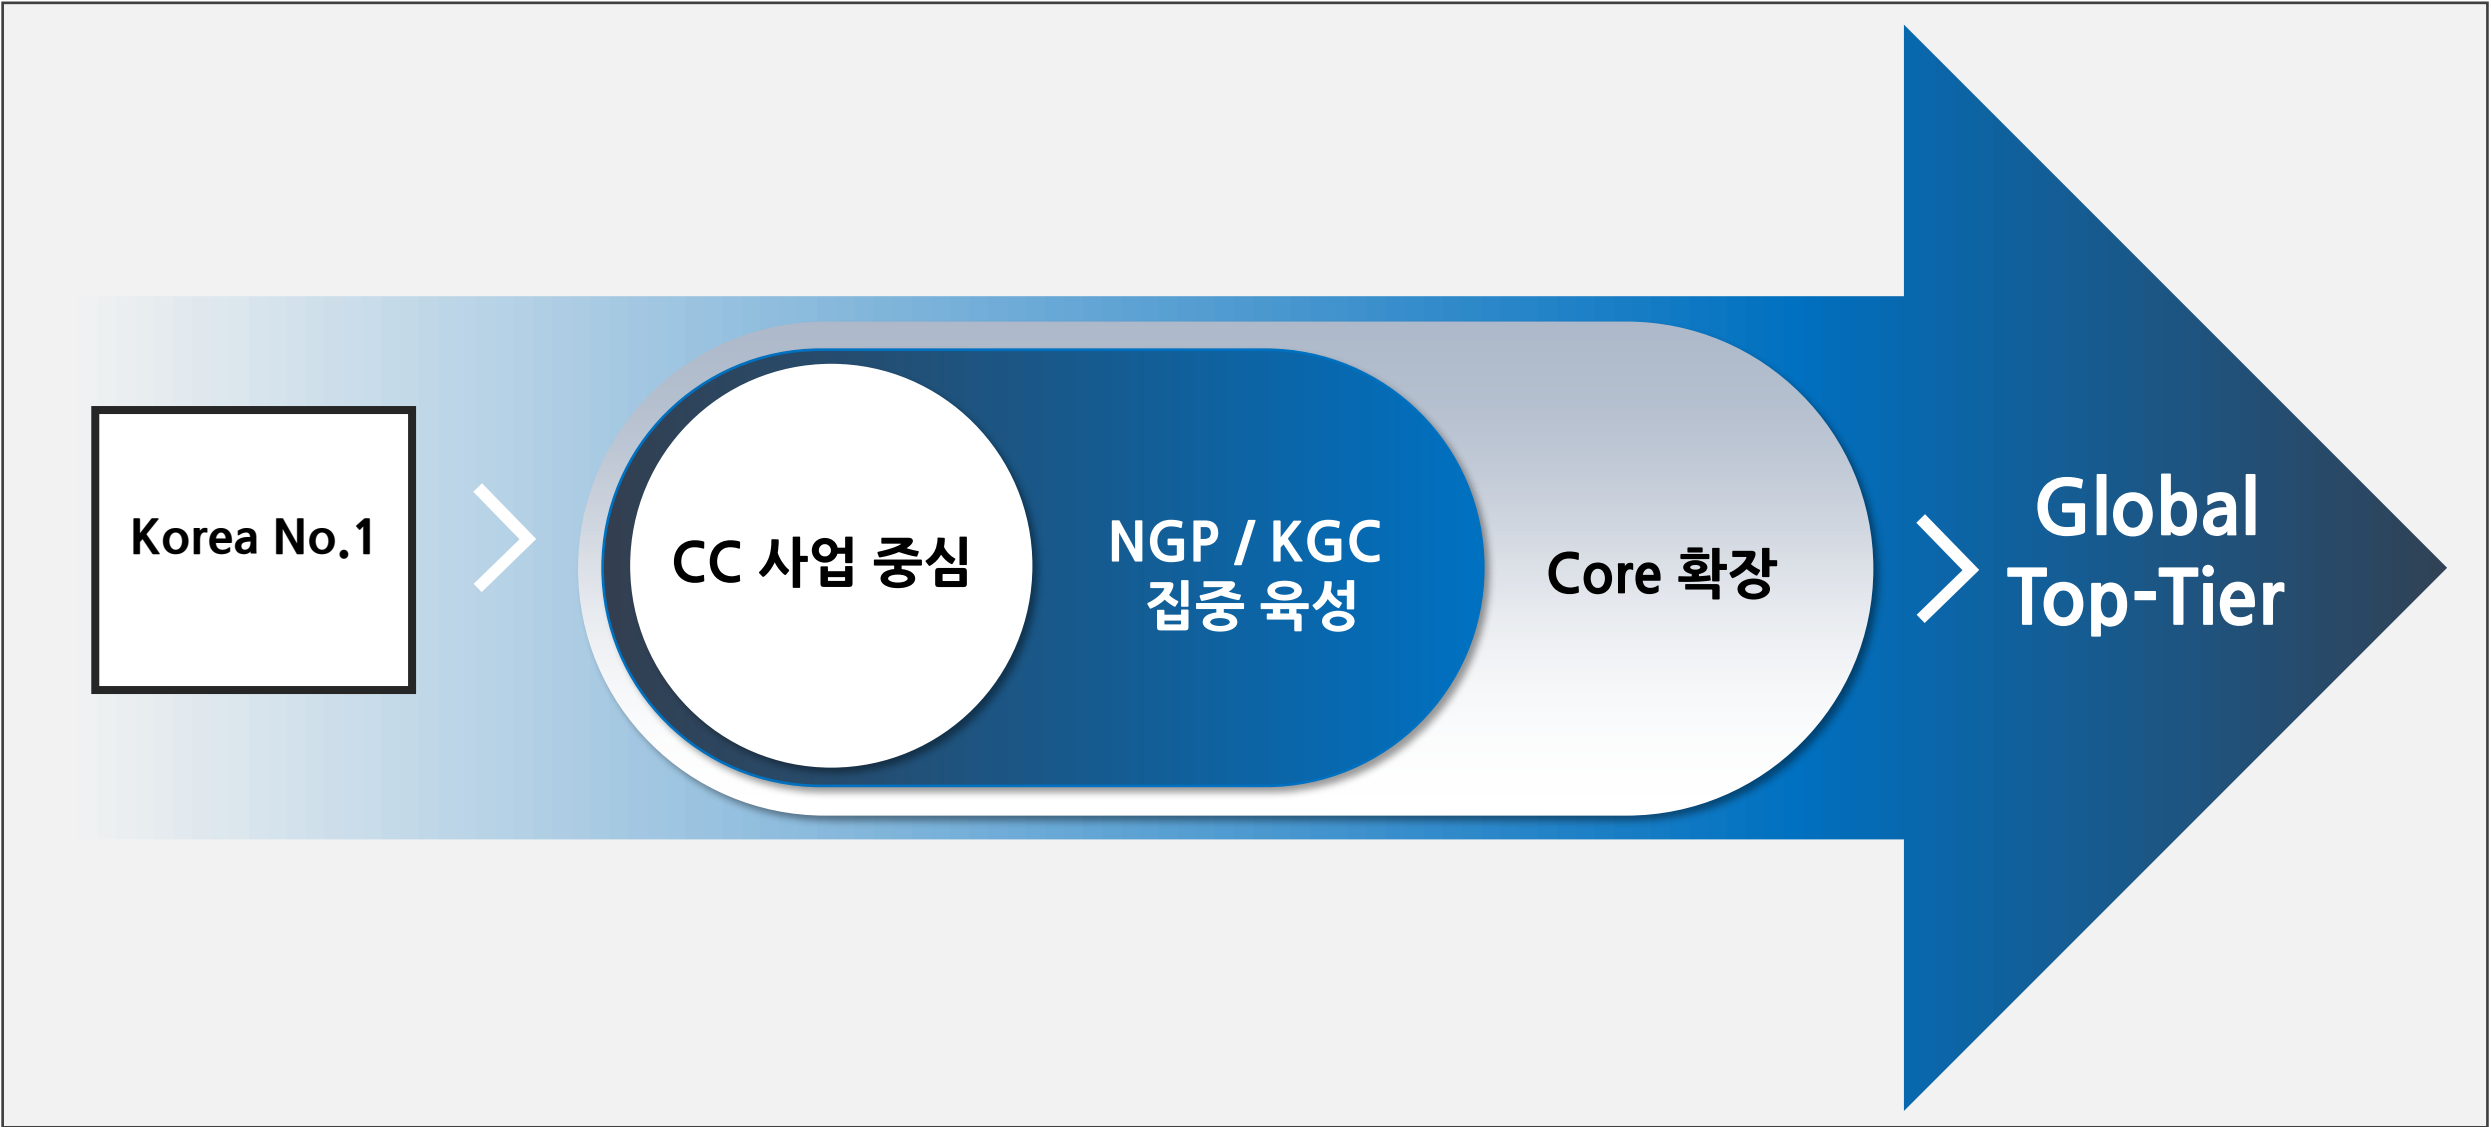 Korea No.1
CC 사업 중심
NGP / KGC
집중 육성
Core 확장
Global
Top-Tier